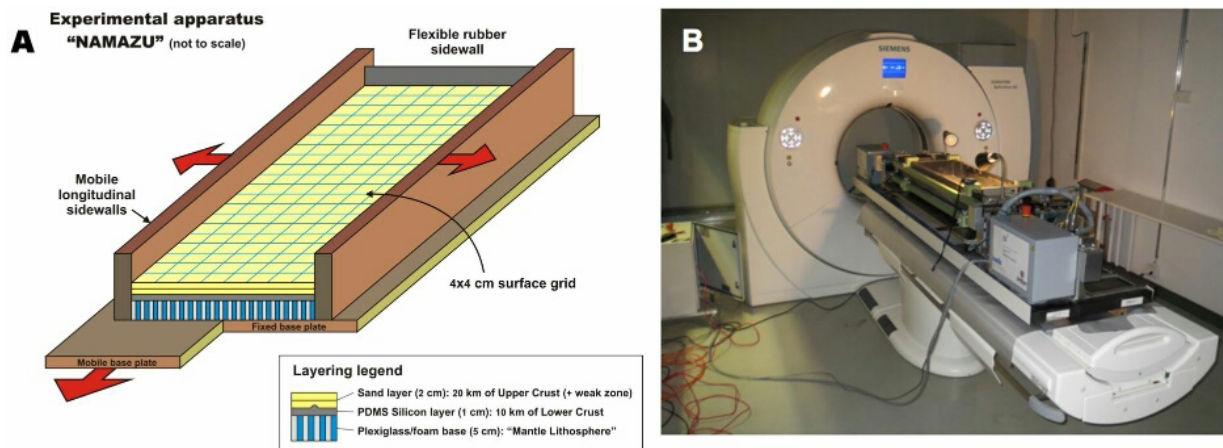 A
Experimental apparatus
"NAMAZU" (not to scale)
Flexible rubber
sidewall
Mobile
longitudinal
sidewalls
4x4 cm surface grid
Fixed base plate
Mobile base plate
Layering legend
Sand layer (2 cm): 20 km of Upper Crust (+ weak zone)
PDMS Silicon layer (1 cm): 10 km of Lower Crust
Plexiglass/foam base (5 cm): "Mantle Lithosphere"
B
SIEMENS